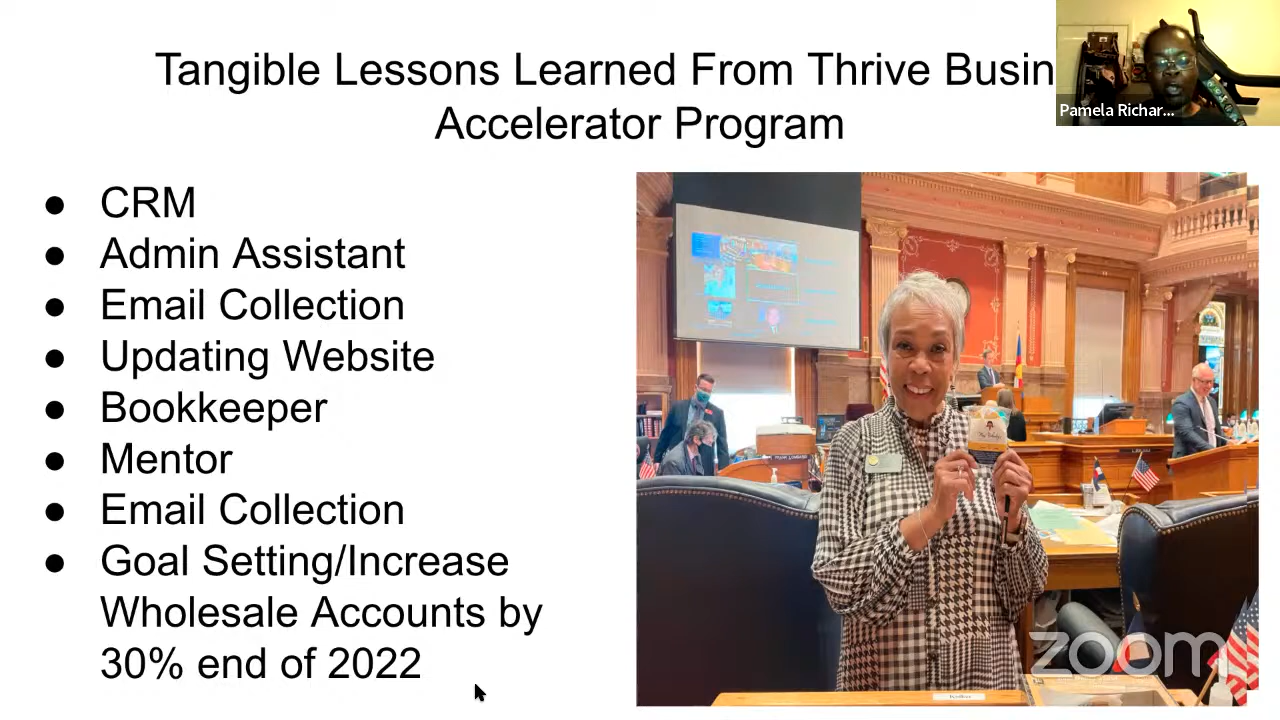 Tangible Lessons Learned From Thrive Busin
Accelerator Program
Pamela Richar...
● CRM
● Admin Assistant
● Email Collection
● Updating Website
● Bookkeeper
● Mentor
● Email Collection
● Goal Setting/Increase
Wholesale Accounts by
30% end of 2022
zoom